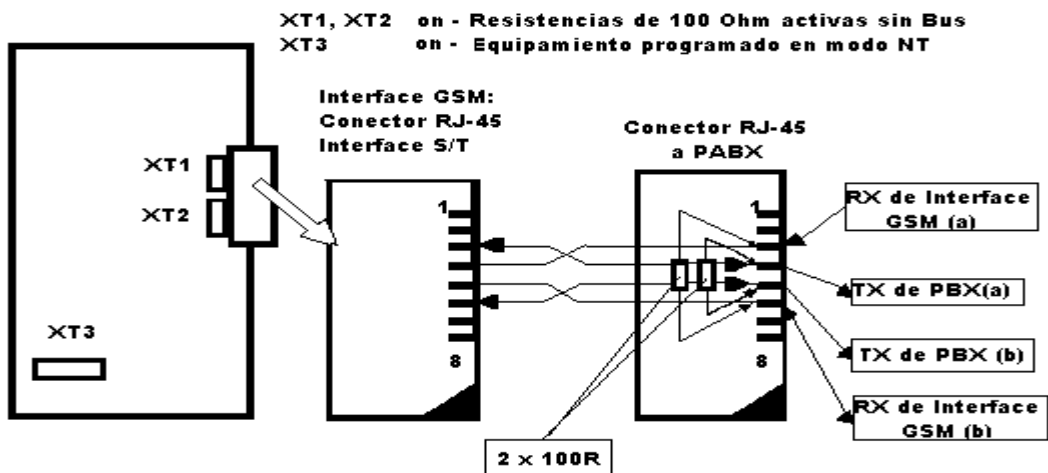 XT1, XT2 on - Resistencias de 100 Ohm activas sin Bus
XT3 on - Equipamiento programado en modo NT
Interface GSM:
Conector RJ-45
Interface S/T
Conector RJ-45
a PABX
XT1
XT2
XT3
1
8
1
8
RX de Interface
GSM (a)
TX de PBX(a)
TX de PBX (b)
RX de Interface
GSM (b)
2 x 100R